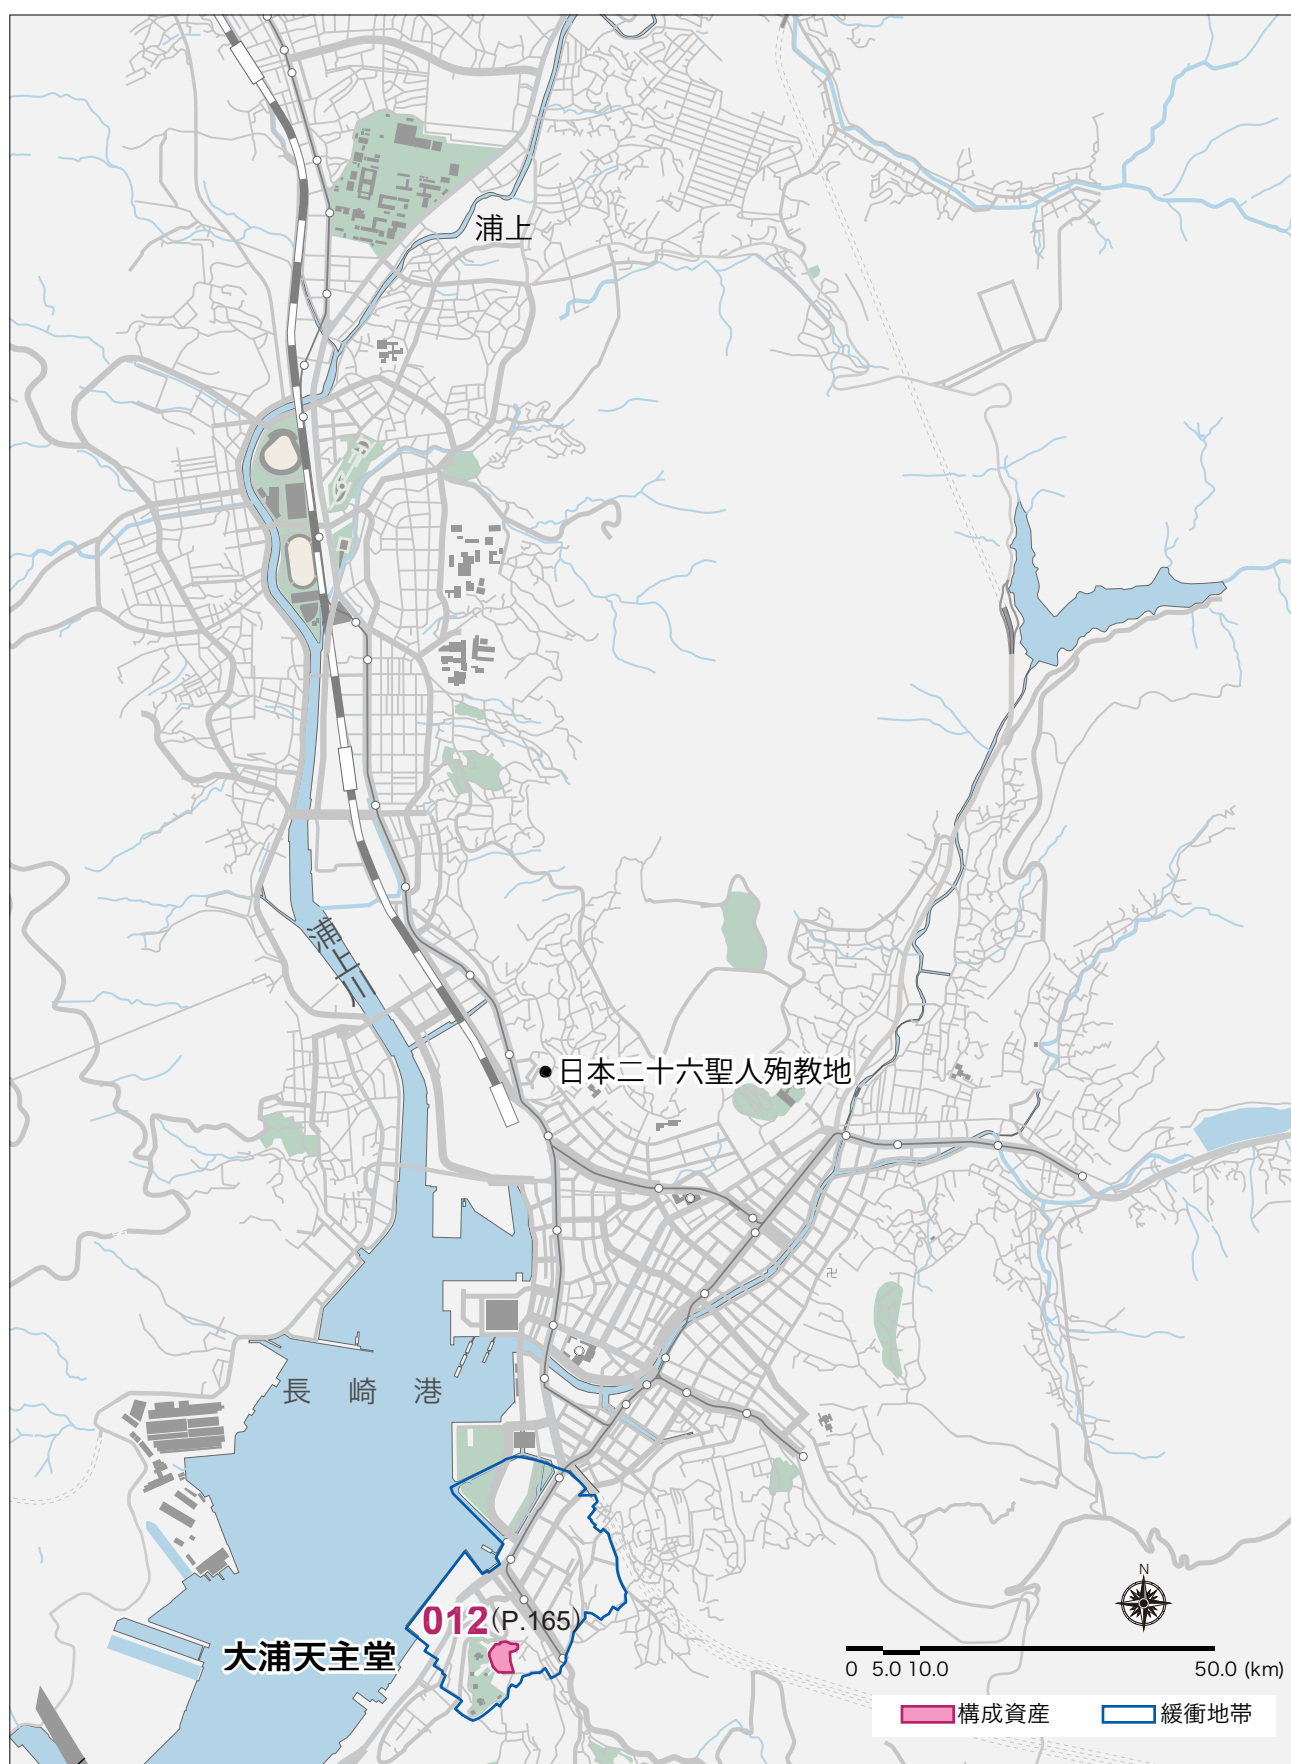 浦上
浦上川
日本二十六聖人殉教地
卍
長崎港
012(P.165)
大浦天主堂
N
0 5.0 10.0 50.0 (km)
構成資産 緩衝地帯